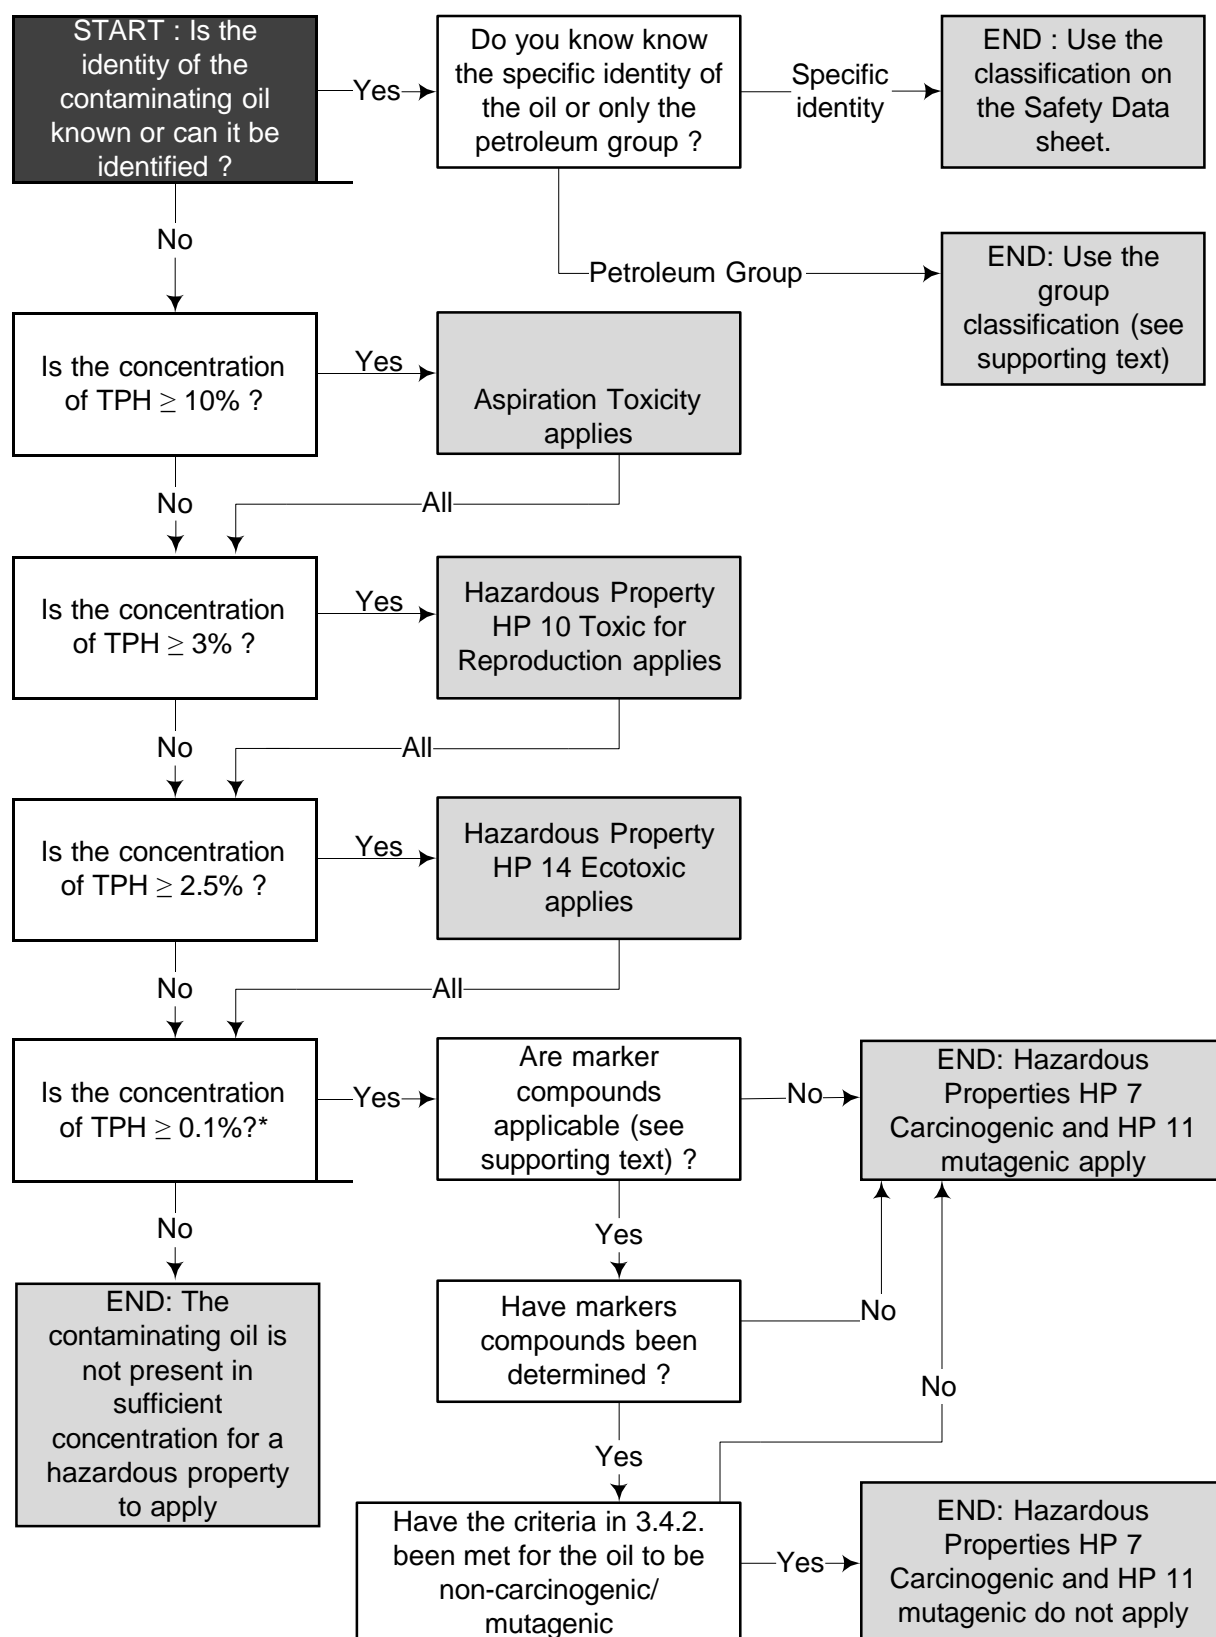 START : Is the
identity of the
contaminating oil
known or can it be
identified ?
Yes
Do you know know
the specific identity of
the oil or only the
petroleum group ?
Specific
identity
END : Use the
classification on
the Safety Data
sheet.
No
Petroleum Group
END: Use the
group
classification (see
supporting text)
Is the concentration
of TPH ≥ 10% ?
Yes
Aspiration Toxicity
applies
No
All
Is the concentration
of TPH ≥ 3% ?
Yes
Hazardous Property
HP 10 Toxic for
Reproduction applies
No
All
Is the concentration
of TPH ≥ 2.5% ?
Yes
Hazardous Property
HP 14 Ecotoxic
applies
No
All
Is the concentration
of TPH ≥ 0.1%?*
Yes
Are marker
compounds
applicable (see
supporting text) ?
No
END: Hazardous
Properties HP 7
Carcinogenic and HP 11
mutagenic apply
No
Yes
END: The
contaminating oil is
not present in
sufficient
concentration for a
hazardous property
to apply
Have markers
compounds been
determined ?
No
No
Yes
Have the criteria in 3.4.2.
been met for the oil to be
non-carcinogenic/
mutagenic
Yes
END: Hazardous
Properties HP 7
Carcinogenic and HP 11
mutagenic do not apply